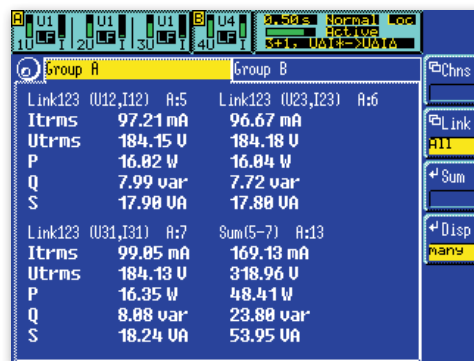 A U1 U1 U1 B U4 0.50s Normal Loc
1U LF I 2U LF I 3U LF I 4U LF I Active
3+1, UΔI*->UΔIΔ
Group A Group B
Chns
Link123 (U12,I12) A:5 Link123 (U23,I23) A:6
Itrms 97.21 mA 96.67 mA
Link
Utrms 184.15 V 184.18 V
All
P 16.02 W 16.04 W
Q 7.99 var 7.72 var
Sum
S 17.90 VA 17.80 VA
Link123 (U31,I31) A:7 Sum(5-7) A:13
Disp
Itrms 99.05 mA 169.13 mA
many
Utrms 184.13 V 318.96 V
P 16.35 W 48.41 W
Q 8.08 var 23.80 var
S 18.24 VA 53.95 VA